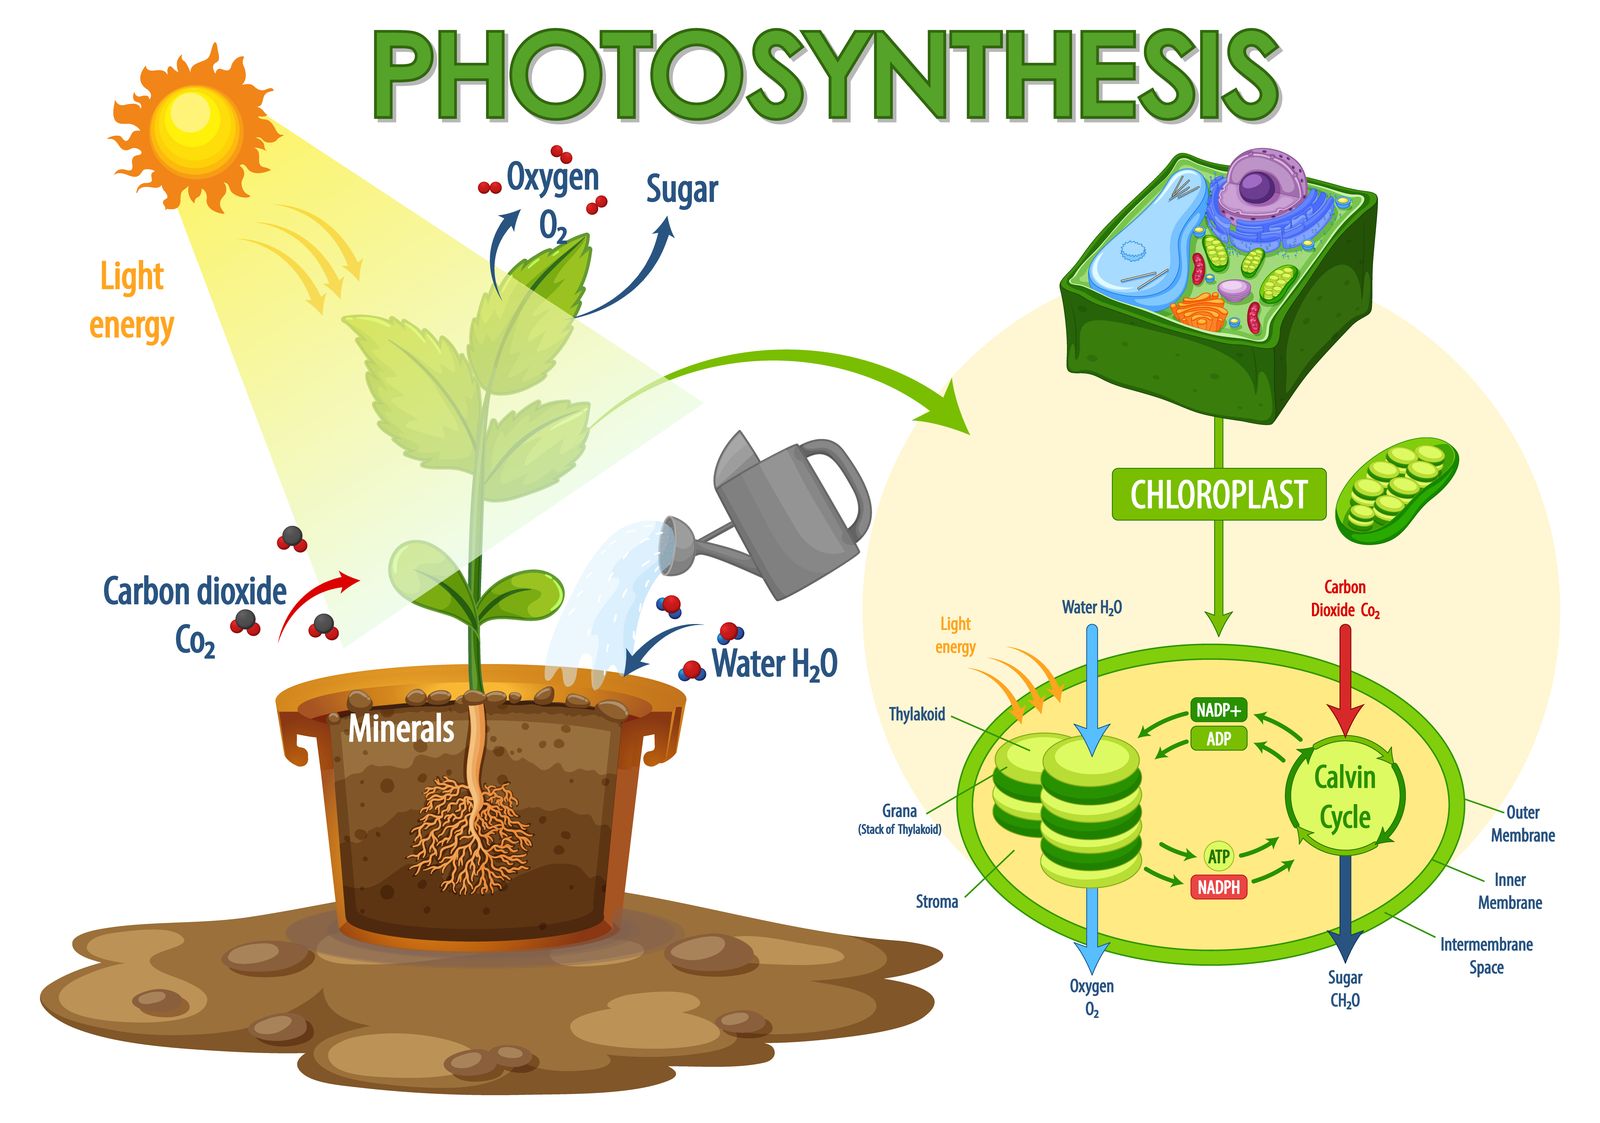 PHOTOSYNTHESIS
Light
energy
Oxygen
O₂
Sugar
Carbon dioxide
Co₂
Water H₂O
Minerals
CHLOROPLAST
Light
energy
Water H₂O
Carbon
Dioxide Co₂
Thylakoid
Grana
(Stack of Thylakoid)
Stroma
NADP+
ADP
ATP
NADPH
Calvin
Cycle
Outer
Membrane
Inner
Membrane
Intermembrane
Space
Oxygen
O₂
Sugar
CH₂O